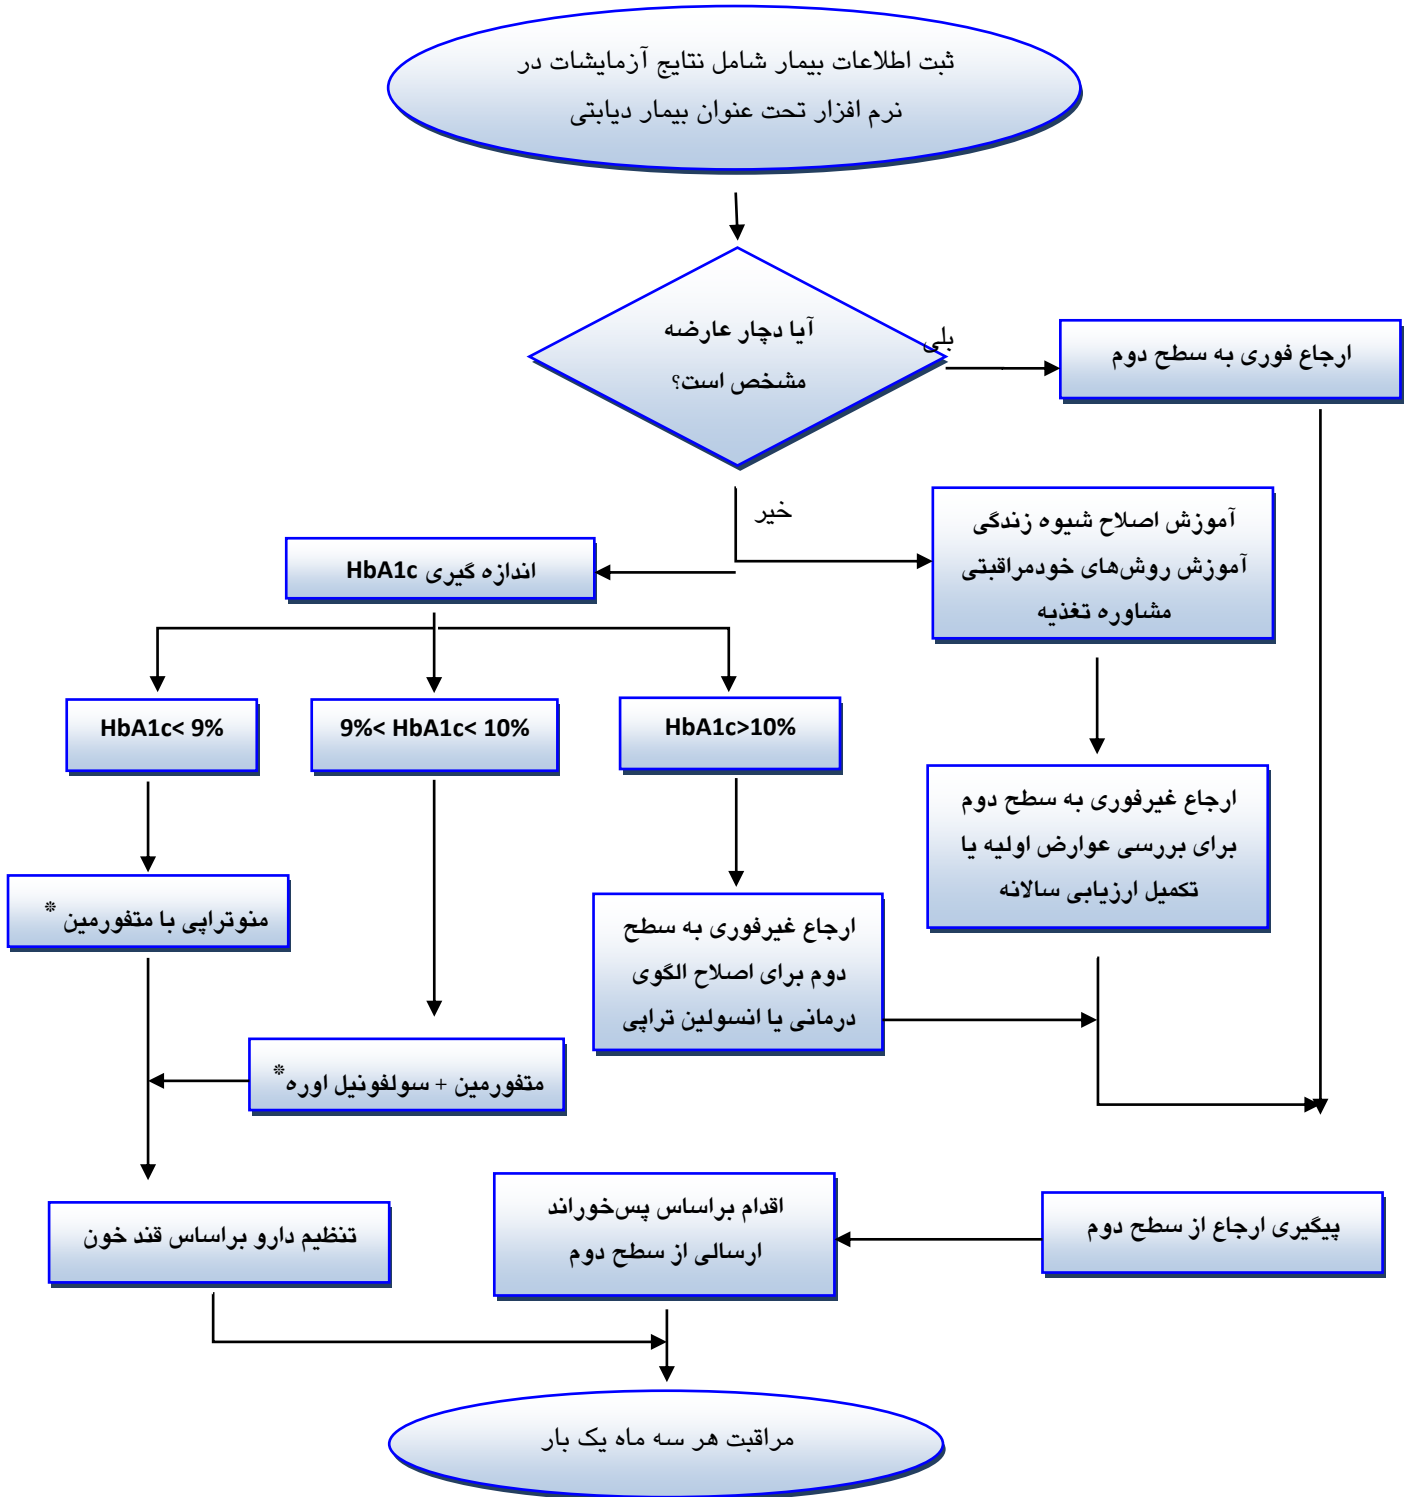 ثبت اطلاعات بیمار شامل نتایج آزمایشات در
نرم افزار تحت عنوان بیمار دیابتی
آیا دچار عارضه
مشخص است؟
بلی
ارجاع فوری به سطح دوم
خیر
آموزش اصلاح شیوه زندگی
آموزش روش‌های خودمراقبتی
مشاوره تغذیه
اندازه گیری HbA1c
HbA1c>10%
9%< HbA1c< 10%
HbA1c< 9%
ارجاع غیرفوری به سطح دوم
برای بررسی عوارض اولیه یا
تکمیل ارزیابی سالانه
منوتراپی با متفورمین *
ارجاع غیرفوری به سطح
دوم برای اصلاح الگوی
درمانی یا انسولین تراپی
متفورمین + سولفونیل اوره*
پیگیری ارجاع از سطح دوم
اقدام براساس پس‌خوراند
ارسالی از سطح دوم
تنظیم دارو براساس قند خون
مراقبت هر سه ماه یک بار